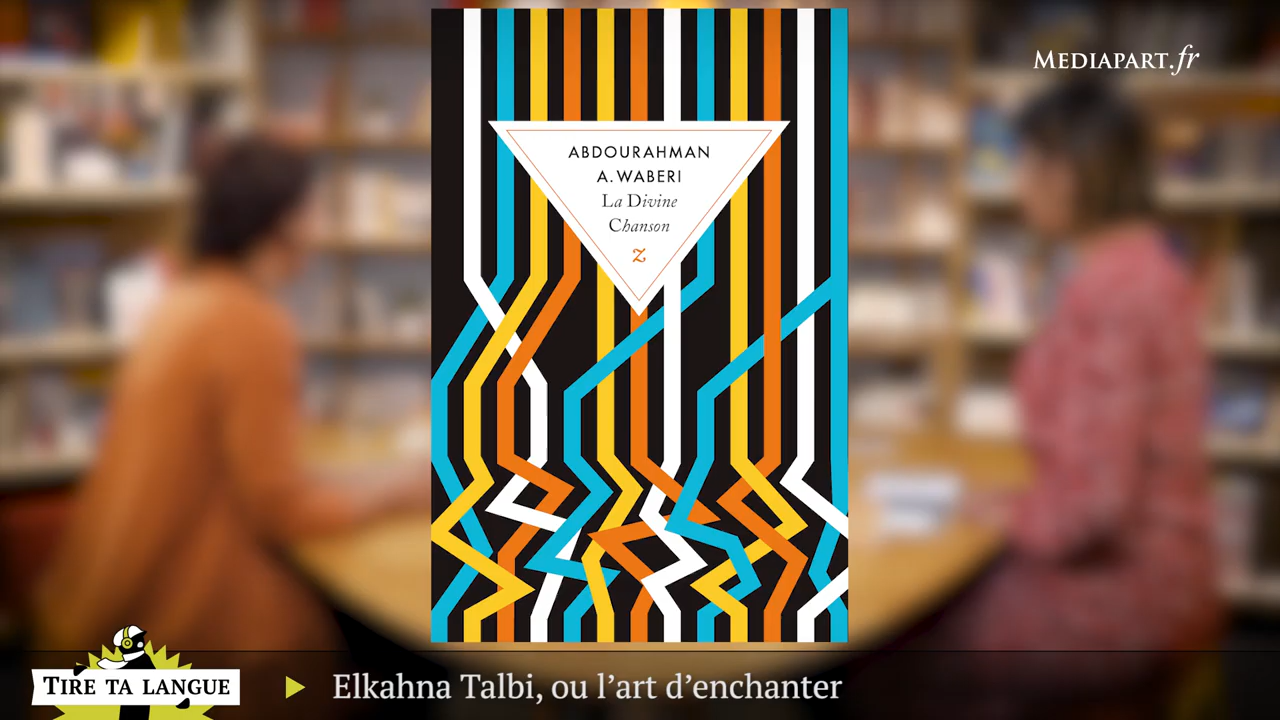 MEDIAPART.fr
ABDOURAHMAN
A. WABERI
La Divine
Chanson
Z
TIRE TA LANGUE
Elkahna Talbi, ou l’art d’enchanter